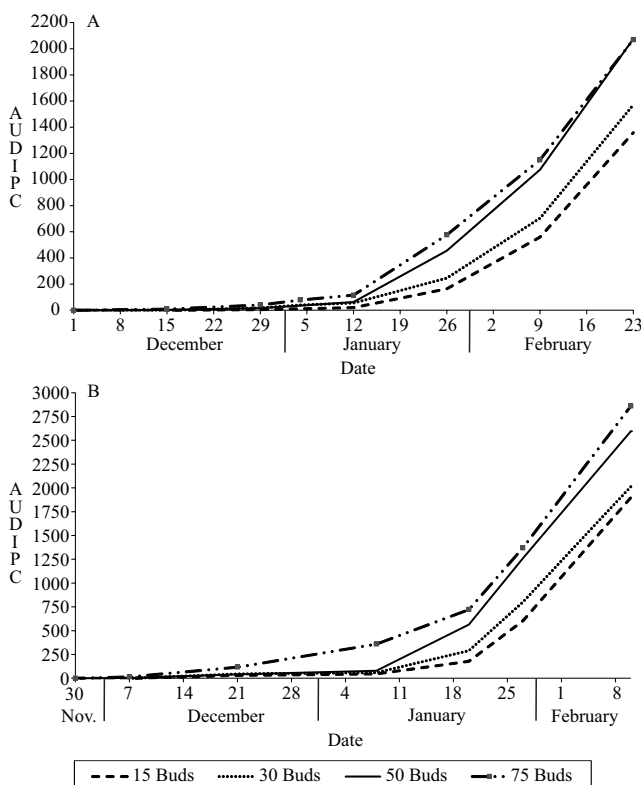 A
2200
2000
1800
1600
1400
1200
1000
800
600
400
200
0
AUDIPC
1 8 15 22 29 5 12 19 26 2 9 16 23
December January February
Date
B
3000
2750
2500
2250
2000
1750
1500
1250
1000
750
500
250
0
AUDIPC
30 7 14 21 28 4 11 18 25 1 8
Nov. December January February
Date
15 Buds 30 Buds 50 Buds 75 Buds